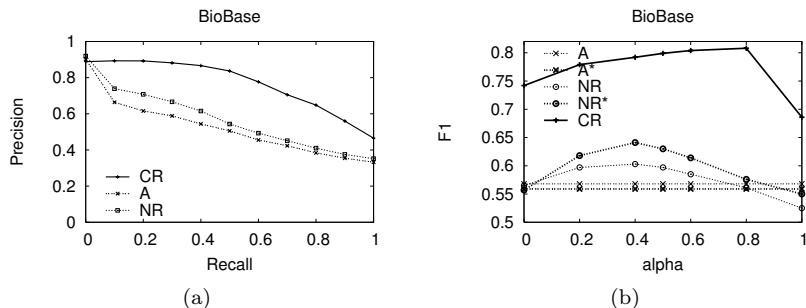 BioBase
1
0.8
0.6
0.4
0.2
0
Precision
CR
A
NR
0 0.2 0.4 0.6 0.8 1
Recall
(a)
BioBase
0.8
0.75
0.7
0.65
0.6
0.55
0.5
F1
A
A*
NR
NR*
CR
0 0.2 0.4 0.5 0.6 0.8 1
alpha
(b)